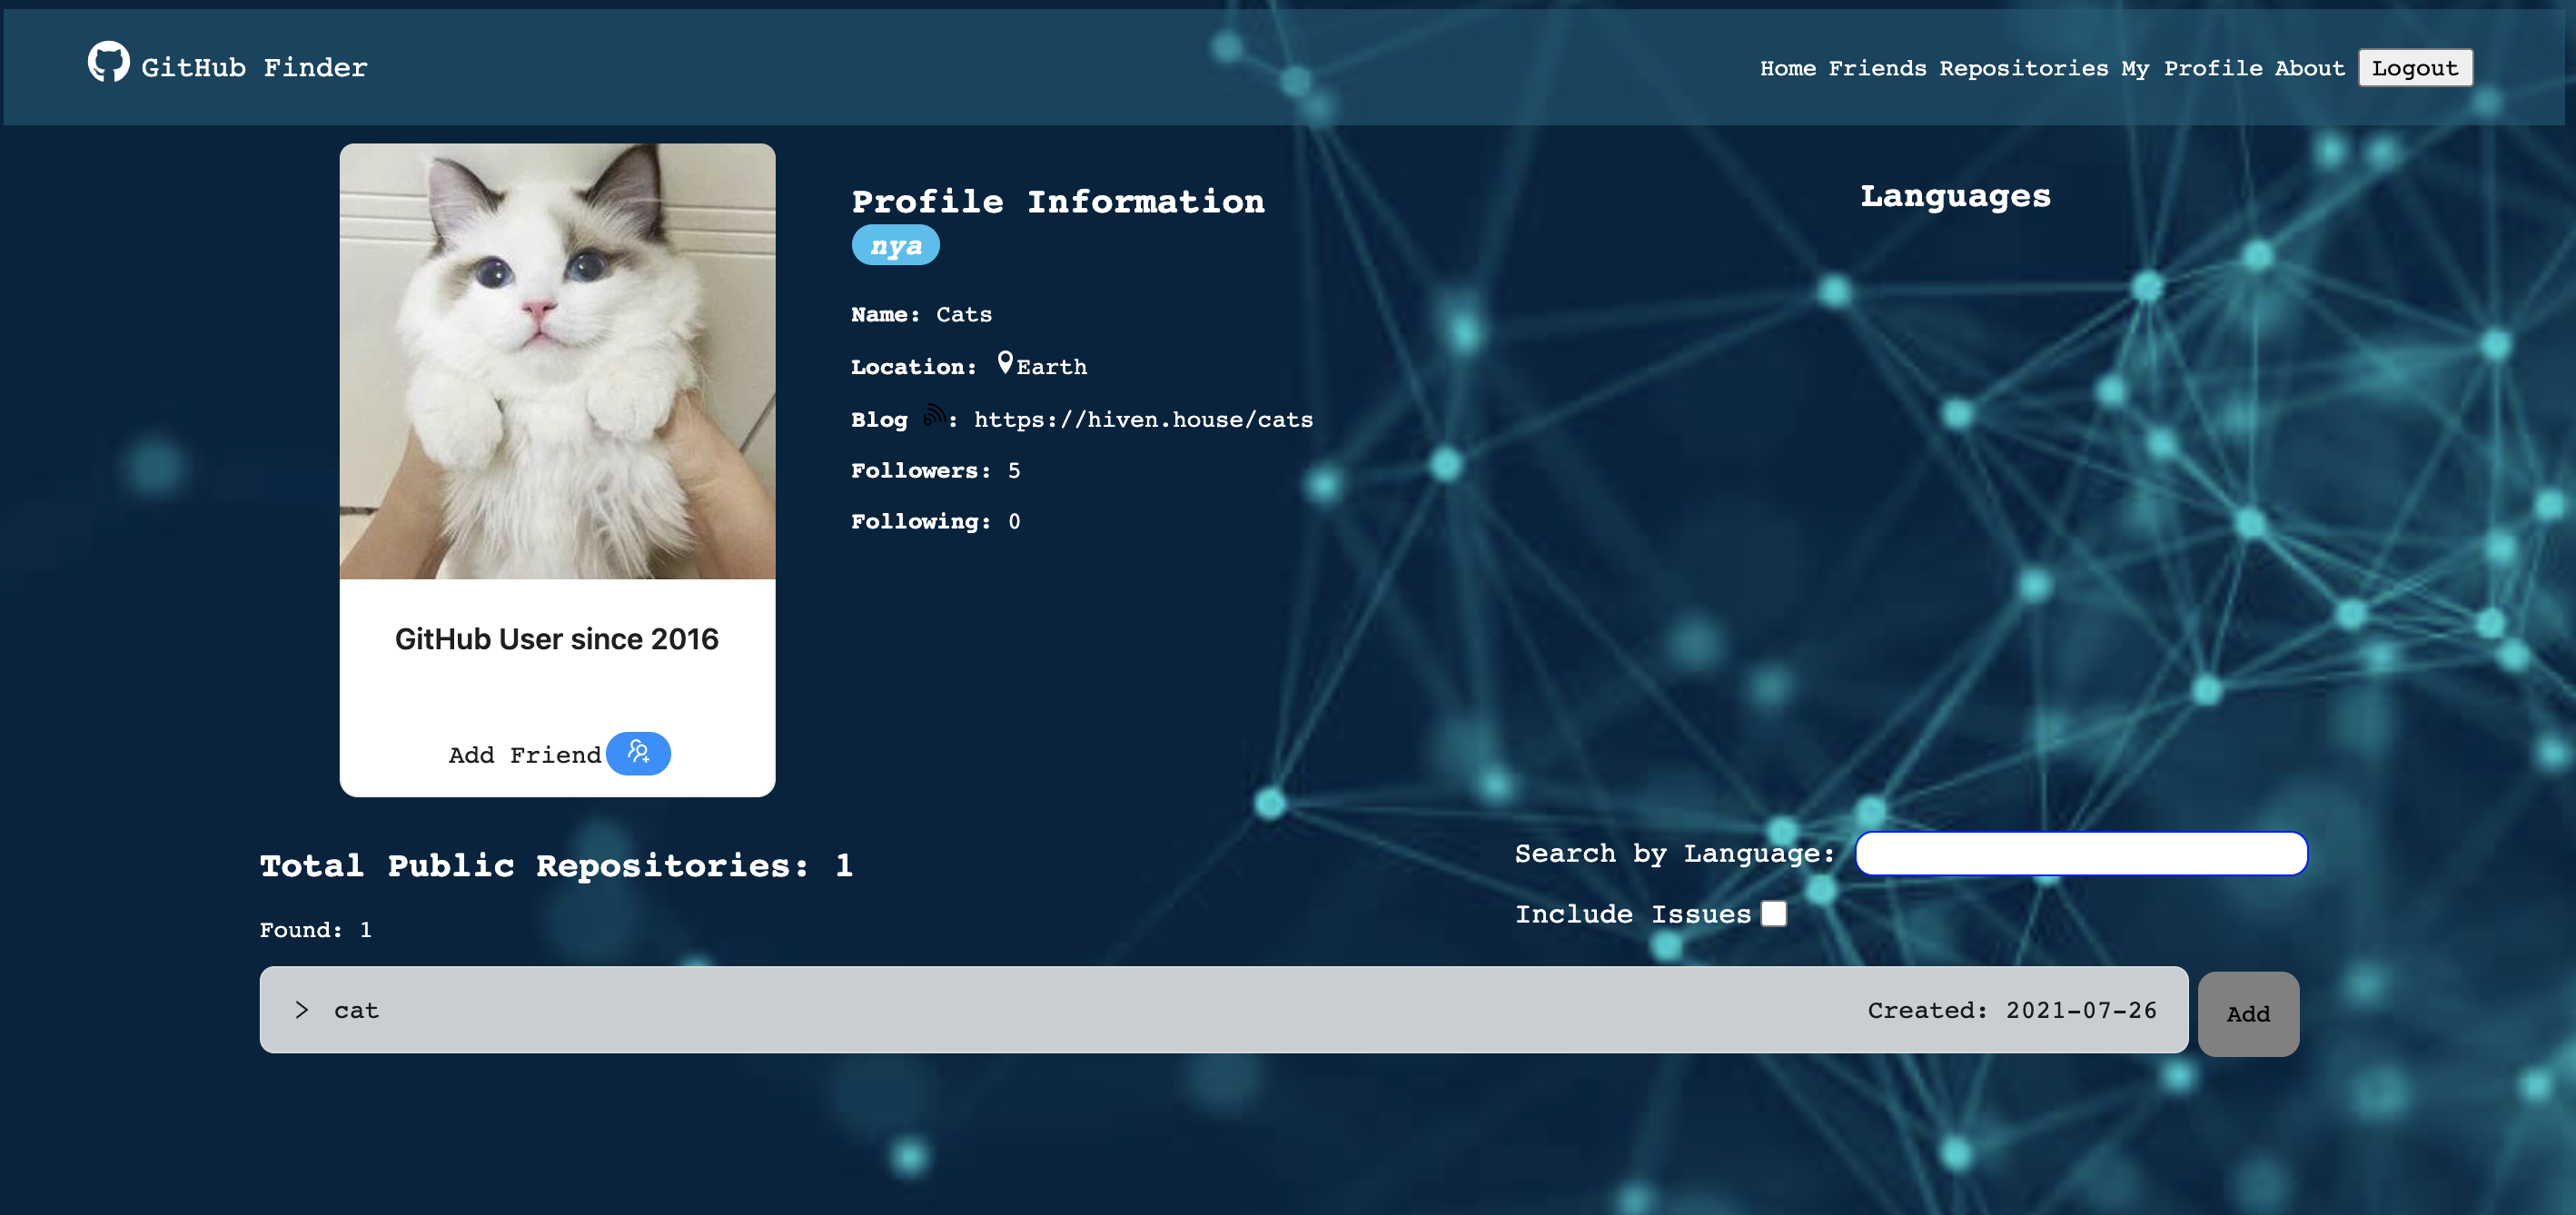 GitHub Finder
Home Friends Repositories My Profile About Logout
Profile Information
nya
Name: Cats
Location: Earth
Blog : https://hiven.house/cats
Followers: 5
Following: 0
Languages
GitHub User since 2016
Add Friend
Total Public Repositories: 1
Found: 1
Search by Language:
Include Issues
cat Created: 2021-07-26 Add